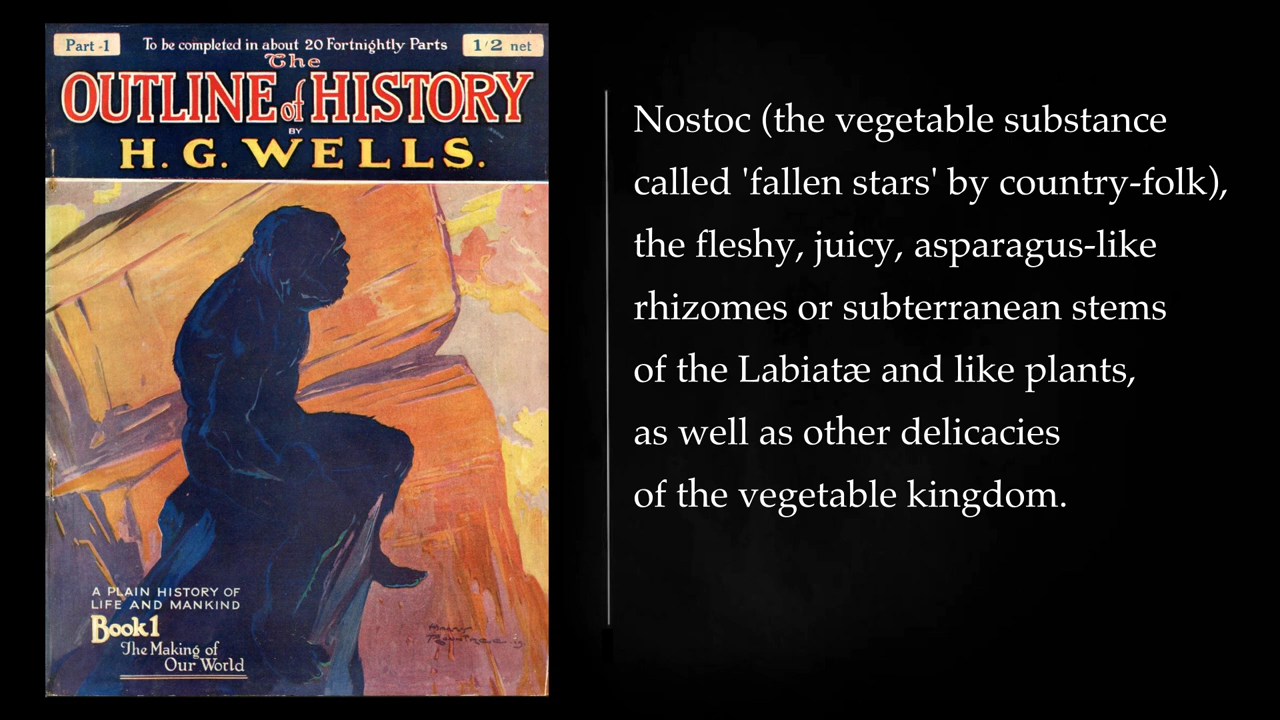 Part -1
To be completed in about 20 Fortnightly Parts
1/2 net
The
OUTLINE of HISTORY
BY
H. G. WELLS.
A PLAIN HISTORY OF
LIFE AND MANKIND
Book 1
The Making of
Our World
Nostoc (the vegetable substance
called 'fallen stars' by country-folk),
the fleshy, juicy, asparagus-like
rhizomes or subterranean stems
of the Labiatæ and like plants,
as well as other delicacies
of the vegetable kingdom.